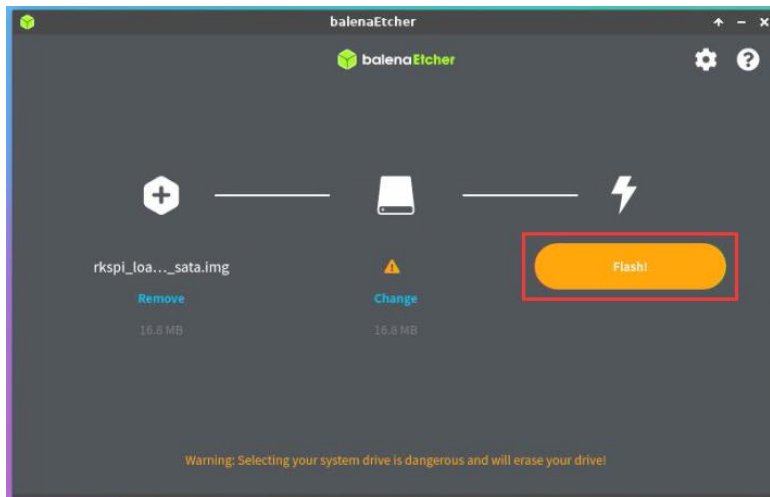 balenaEtcher
balenaEtcher
rkspi_loa..._sata.img
Flash!
Remove
Change
16.8 MB
16.8 MB
Warning: Selecting your system drive is dangerous and will erase your drive!